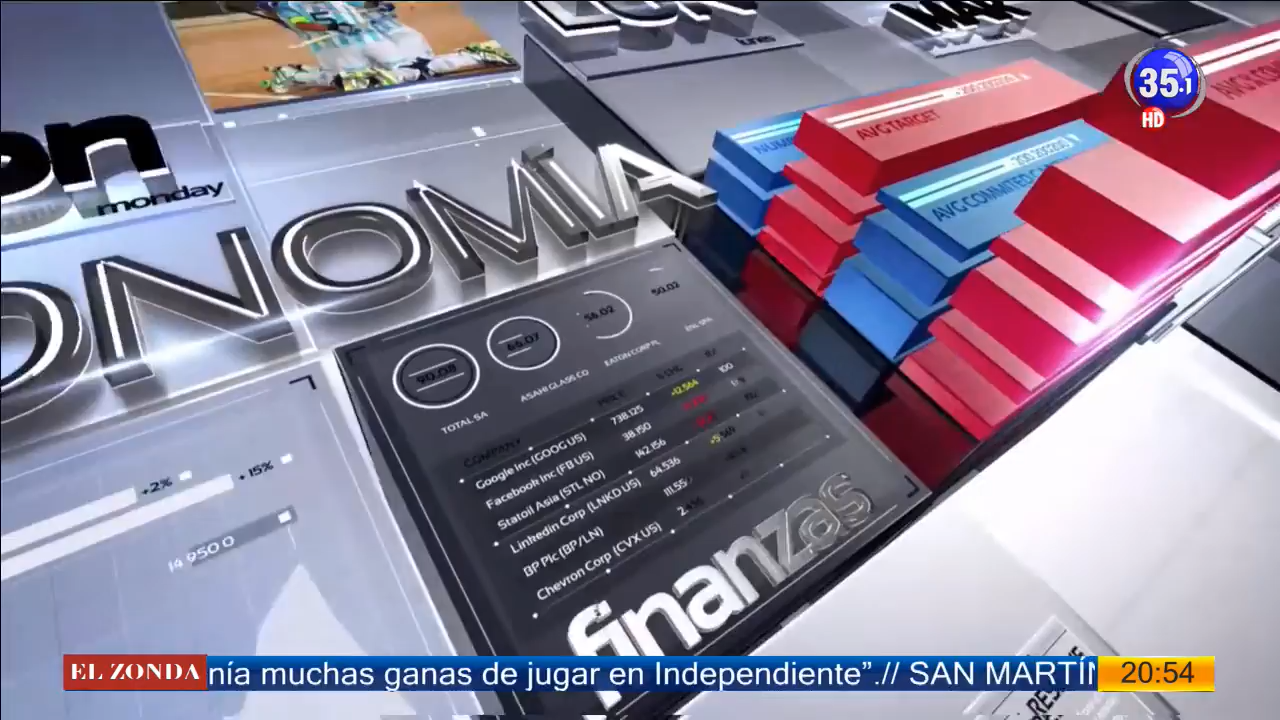 lunes
MAR
35.1
HD
on
monday
AVG TARGET
AVG COMMITED
ONOMÍA
90.08
66.07
56.02
50.02
TOTAL SA
ASAHI GLASS CO
EATON CORP PL
COMPANY
PRICE
Google Inc (GOOG US) 738.125 +12.564 100
Facebook Inc (FB US) 38.150
Statoil Asia (STL NO) 142.156
Linkedin Corp (LNKD US) 64.536 +5.569
BP Plc (BP/LN) 111.55
Chevron Corp (CVX US)
+2%
+15%
14 950 0
finanzas
EL ZONDA
nía muchas ganas de jugar en Independiente”.// SAN MARTÍN
20:54